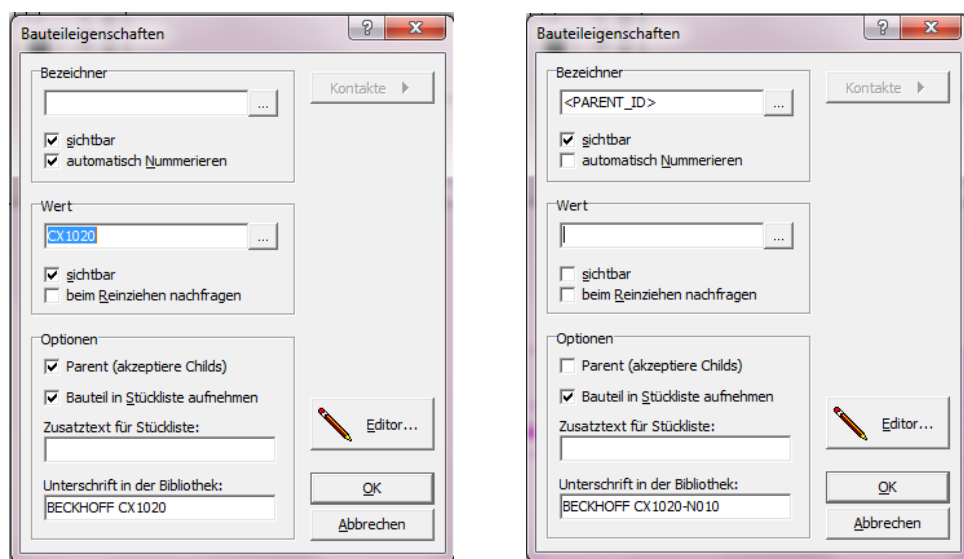 Bauteileigenschaften
Bezeichner
...
Kontakte
sichtbar
automatisch Nummerieren
Wert
CX1020
...
sichtbar
beim Reinziehen nachfragen
Optionen
Parent (akzeptiere Childs)
Bauteil in Stückliste aufnehmen
Zusatztext für Stückliste:
Editor...
Unterschrift in der Bibliothek:
BECKHOFF CX1020
OK
Abbrechen
Bauteileigenschaften
Bezeichner
<PARENT_ID>
...
Kontakte
sichtbar
automatisch Nummerieren
Wert
...
sichtbar
beim Reinziehen nachfragen
Optionen
Parent (akzeptiere Childs)
Bauteil in Stückliste aufnehmen
Zusatztext für Stückliste:
Editor...
Unterschrift in der Bibliothek:
BECKHOFF CX1020-N010
OK
Abbrechen